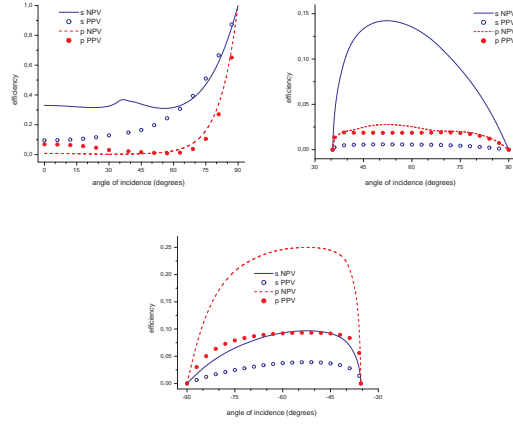 s NPV
s PPV
p NPV
p PPV
efficiency
1,0
0,8
0,6
0,4
0,2
0,0
0 15 30 45 60 75 90
angle of incidence (degrees)
s NPV
s PPV
p NPV
p PPV
efficiency
0,15
0,10
0,05
0,00
30 45 60 75 90
angle of incidence (degrees)
s NPV
s PPV
p NPV
p PPV
efficiency
0,25
0,20
0,15
0,10
0,05
0,00
-90 -75 -60 -45 -30
angle of incidence (degrees)